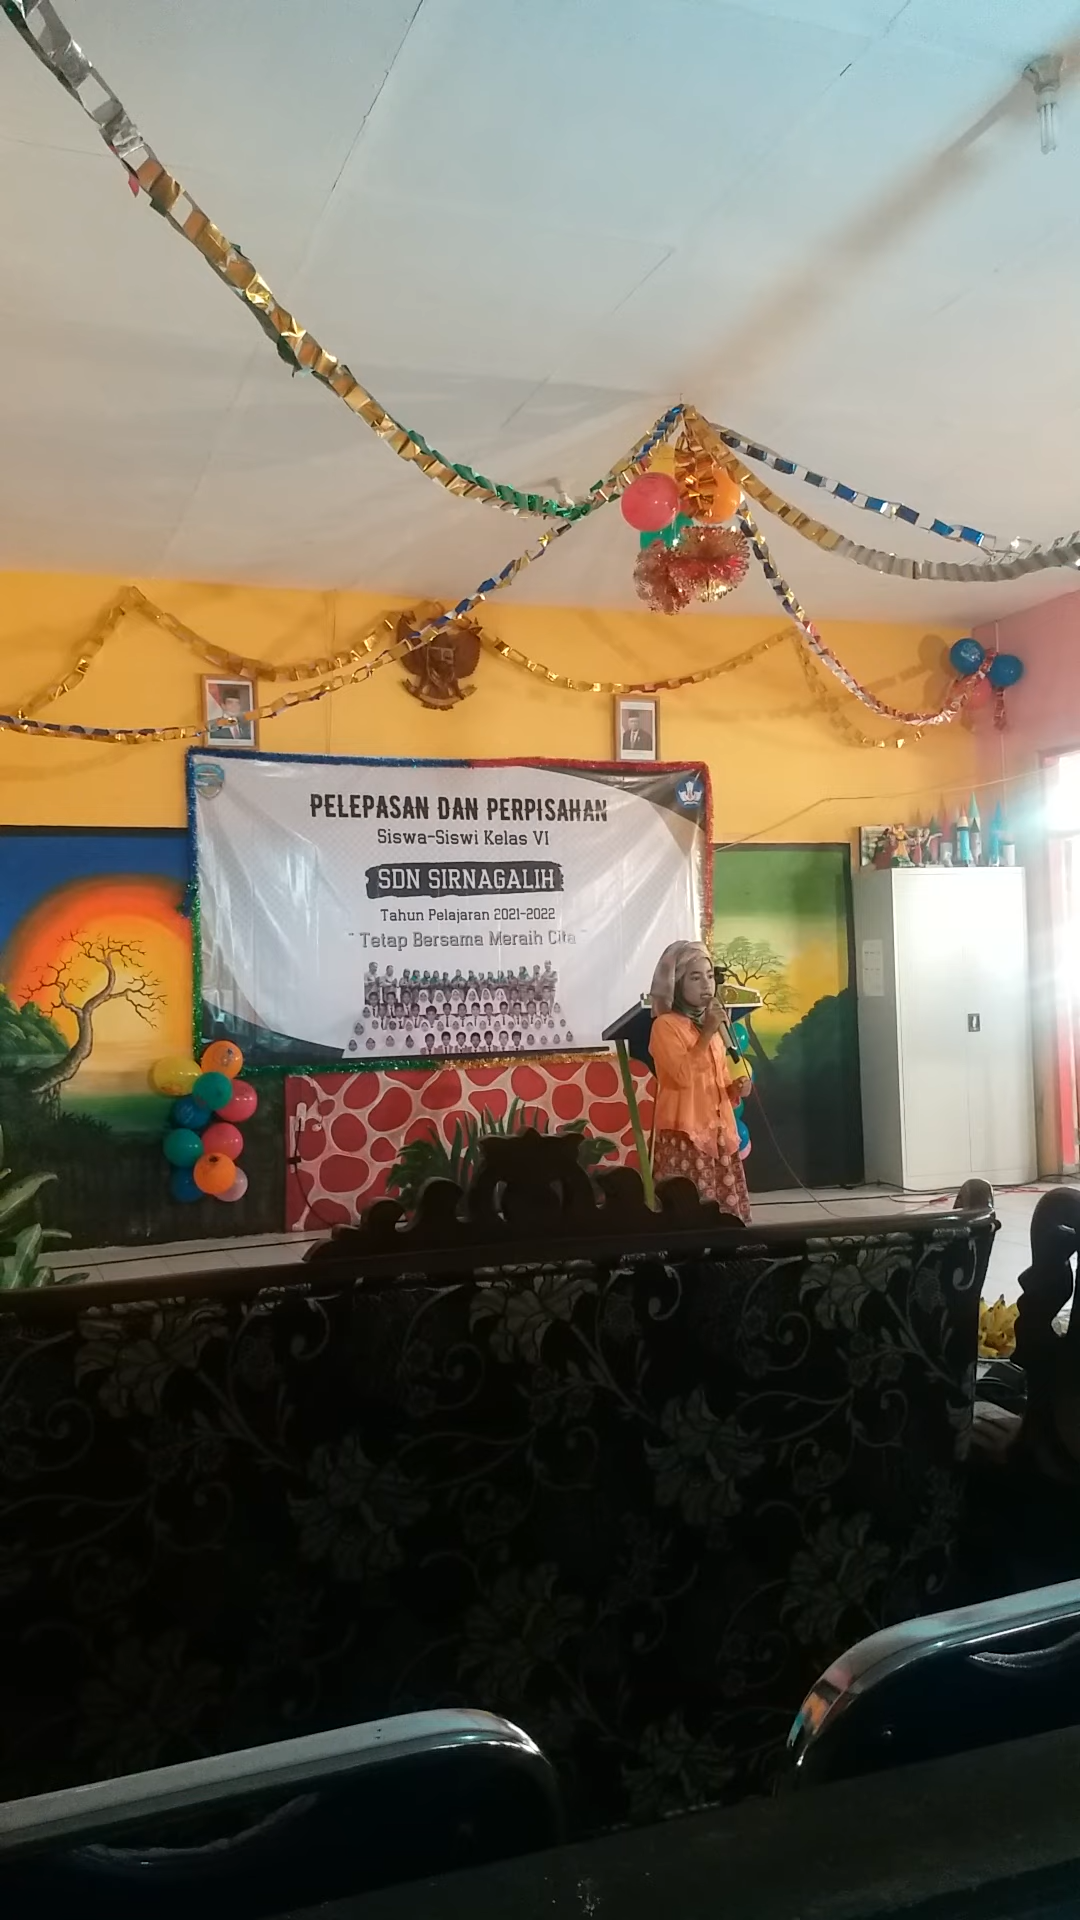 PELEPASAN DAN PERPISAHAN
Siswa-Siswi Kelas VI
SDN SIRNAGALIH
Tahun Pelajaran 2021-2022
" Tetap Bersama Meraih Cita "